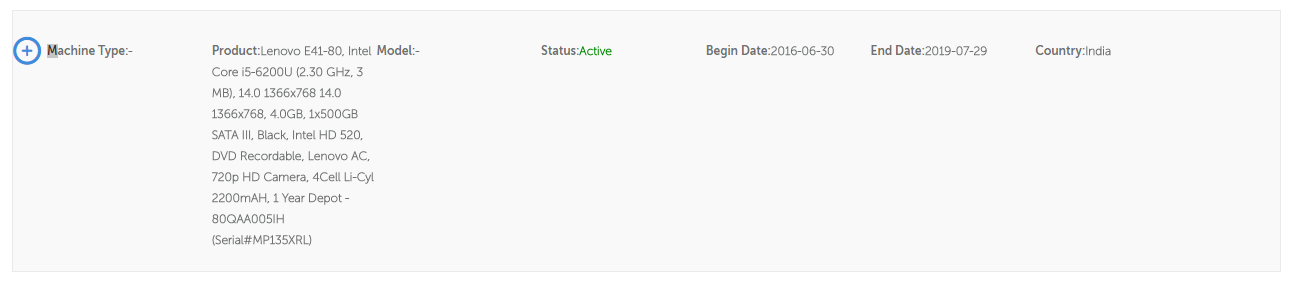 Machine Type:-
Product:Lenovo E41-80, Intel
Core i5-6200U (2.30 GHz, 3
MB), 14.0 1366x768 14.0
1366x768, 4.0GB, 1x500GB
SATA III, Black, Intel HD 520,
DVD Recordable, Lenovo AC,
720p HD Camera, 4Cell Li-Cyl
2200mAH, 1 Year Depot -
80QAA005IH
(Serial#MP135XRL)
Model:-
Status:Active
Begin Date:2016-06-30
End Date:2019-07-29
Country:India